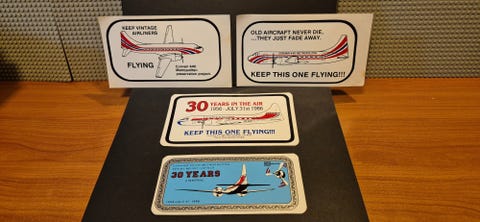 KEEP VINTAGE
AIRLINERS
FLYING
Convair 440
Metropolitan
preservation project.
OLD AIRCRAFT NEVER DIE,
...THEY JUST FADE AWAY.
KEEP THIS ONE FLYING!!!
30 YEARS IN THE AIR
1956 - JULY 31st 1986
KEEP THIS ONE FLYING!!!
30 YEARS